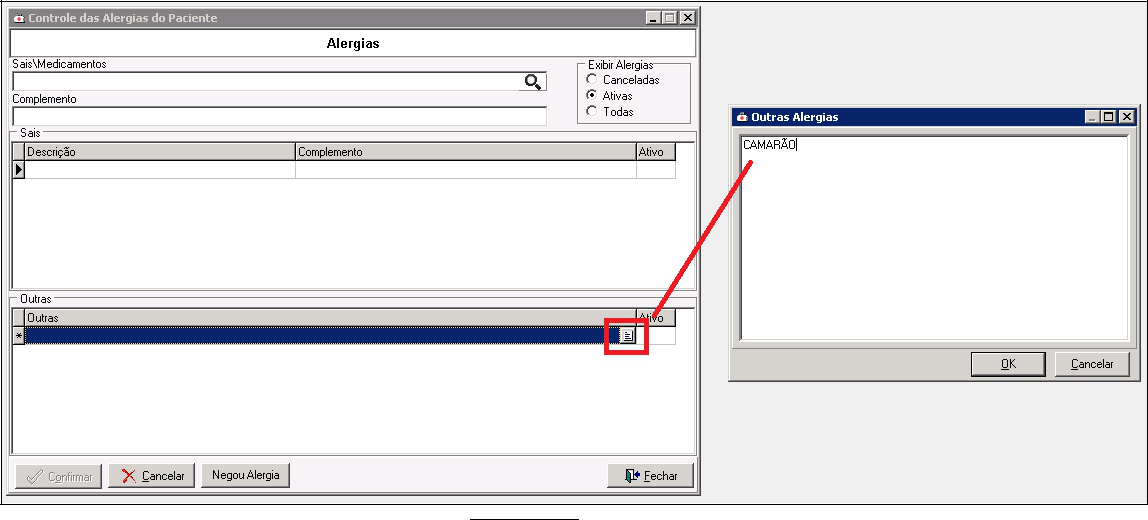 Controle das Alergias do Paciente
Alergias
Sais\Medicamentos
Complemento
Exibir Alergias
Canceladas
Ativas
Todas
Sais
Descrição Complemento Ativo
Outras
Outras Ativo
*
Confirmar Cancelar Negou Alergia Fechar
Outras Alergias
CAMARÃO
OK Cancelar